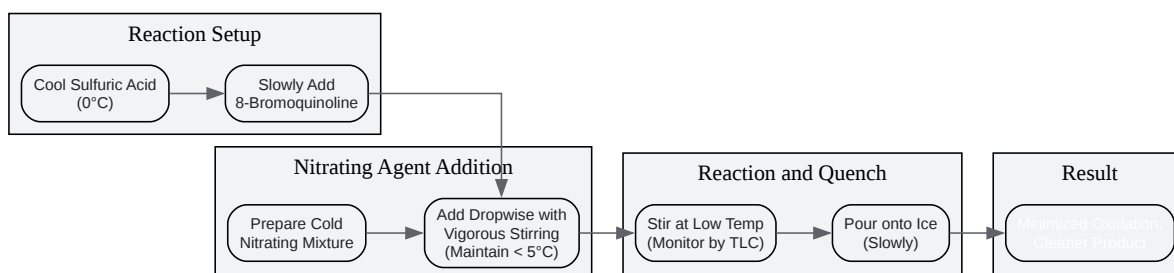 Reaction Setup
Cool Sulfuric Acid
(0°C)
Slowly Add
8-Bromoquinoline
Nitrating Agent Addition
Prepare Cold
Nitrating Mixture
Add Dropwise with
Vigorous Stirring
(Maintain < 5°C)
Reaction and Quench
Stir at Low Temp
(Monitor by TLC)
Pour onto Ice
(Slowly)
Result
Minimized Oxidation,
Cleaner Product